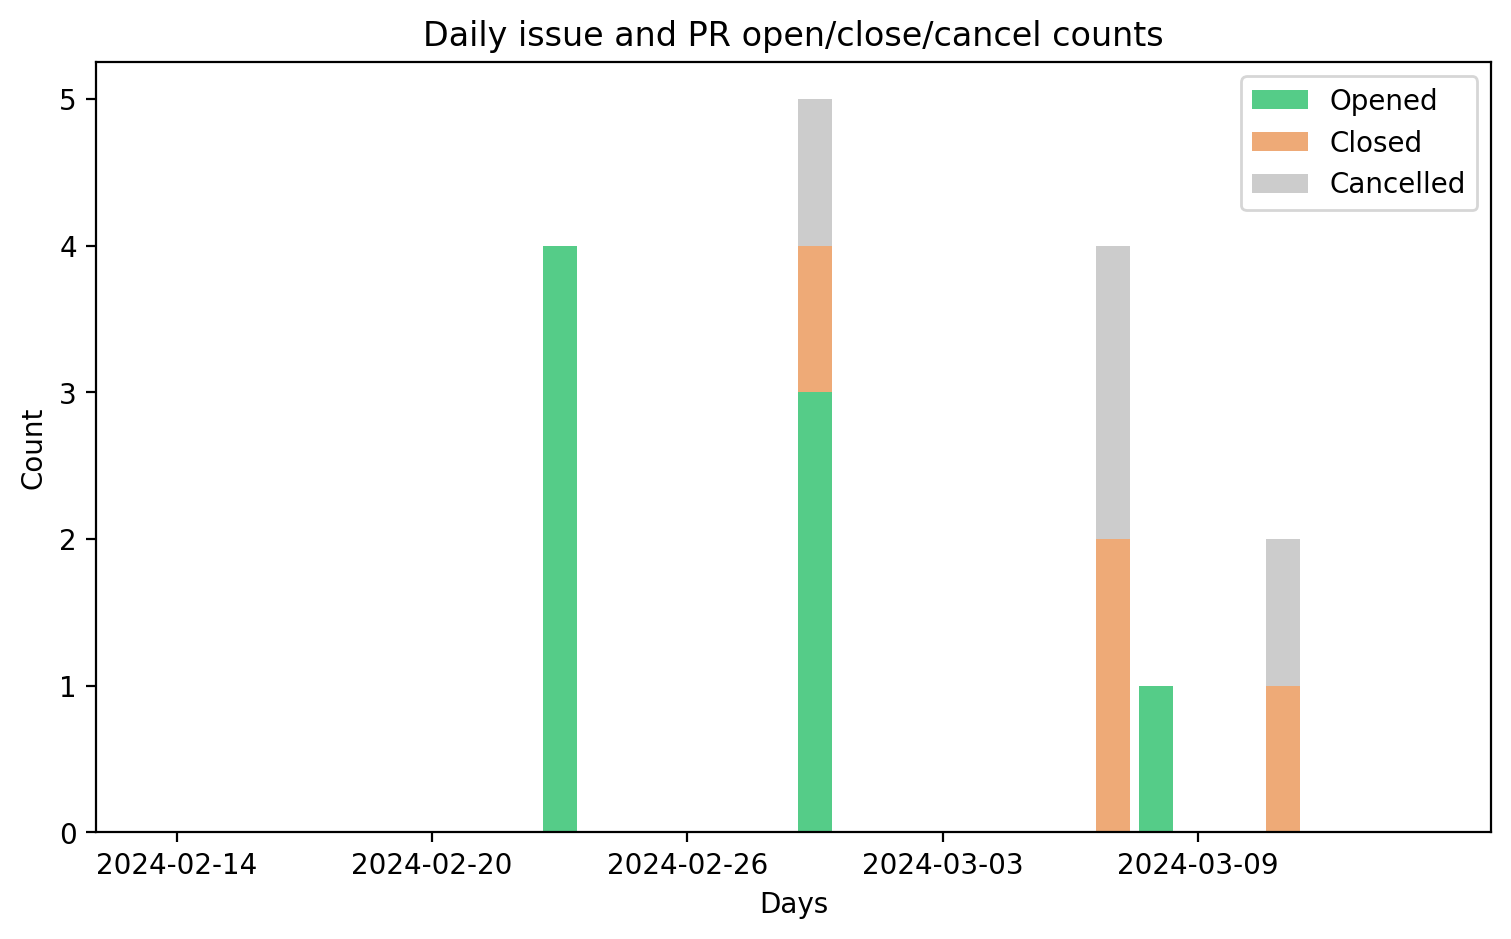 Daily issue and PR open/close/cancel counts
Opened
Closed
Cancelled
5
4
3
2
1
0
Count
2024-02-14
2024-02-20
2024-02-26
2024-03-03
2024-03-09
Days